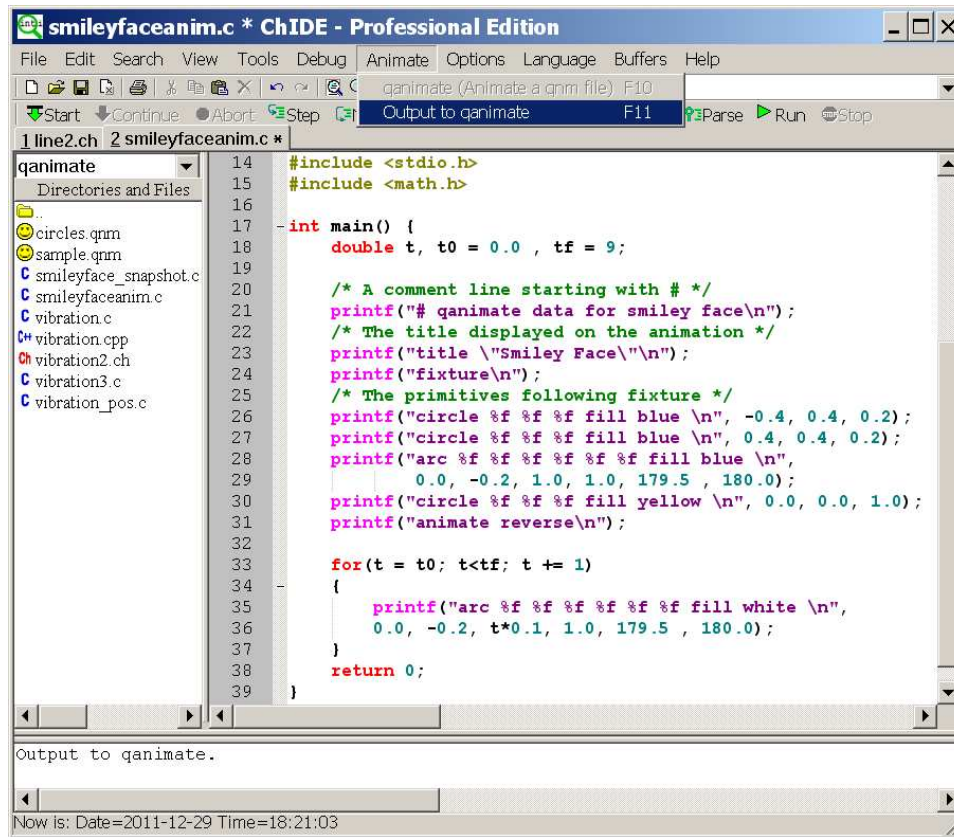 smileyfaceanim.c * ChIDE - Professional Edition
File Edit Search View Tools Debug Animate Options Language Buffers Help
qanimate (Animate a qnm file) F10
Output to qanimate F11
Start Continue Abort Step Parse Run Stop
1 line2.ch 2 smileyfaceanim.c *
qanimate
Directories and Files
..
circles.qnm
sample.qnm
C smileyface_snapshot.c
C smileyfaceanim.c
C vibration.c
C++ vibration.cpp
Ch vibration2.ch
C vibration3.c
C vibration_pos.c
14 #include <stdio.h>
15 #include <math.h>
16
17 int main() {
18 double t, t0 = 0.0 , tf = 9;
19
20 /* A comment line starting with # */
21 printf("# qanimate data for smiley face\n");
22 /* The title displayed on the animation */
23 printf("title \"Smiley Face\"\n");
24 printf("fixture\n");
25 /* The primitives following fixture */
26 printf("circle %f %f %f fill blue \n", -0.4, 0.4, 0.2);
27 printf("circle %f %f %f fill blue \n", 0.4, 0.4, 0.2);
28 printf("arc %f %f %f %f %f %f fill blue \n",
29 0.0, -0.2, 1.0, 1.0, 179.5 , 180.0);
30 printf("circle %f %f %f fill yellow \n", 0.0, 0.0, 1.0);
31 printf("animate reverse\n");
32
33 for(t = t0; t<tf; t += 1)
34 {
35 printf("arc %f %f %f %f %f %f fill white \n",
36 0.0, -0.2, t*0.1, 1.0, 179.5 , 180.0);
37 }
38 return 0;
39 }
Output to qanimate.
Now is: Date=2011-12-29 Time=18:21:03